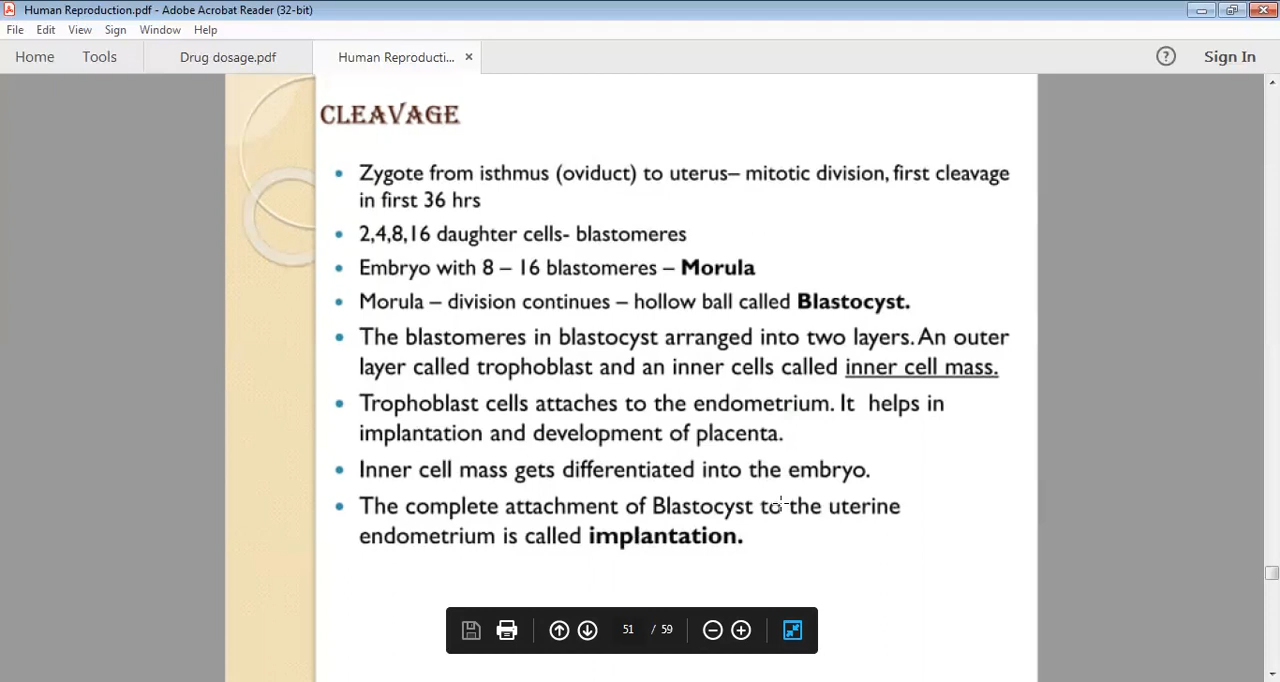 Human Reproduction.pdf - Adobe Acrobat Reader (32-bit)
File Edit View Sign Window Help
Home Tools Drug dosage.pdf Human Reproducti... × ? Sign In
CLEAVAGE
• Zygote from isthmus (oviduct) to uterus– mitotic division, first cleavage
in first 36 hrs
• 2,4,8,16 daughter cells- blastomeres
• Embryo with 8 – 16 blastomeres – Morula
• Morula – division continues – hollow ball called Blastocyst.
• The blastomeres in blastocyst arranged into two layers. An outer
layer called trophoblast and an inner cells called inner cell mass.
• Trophoblast cells attaches to the endometrium. It helps in
implantation and development of placenta.
• Inner cell mass gets differentiated into the embryo.
• The complete attachment of Blastocyst to the uterine
endometrium is called implantation.
51 / 59